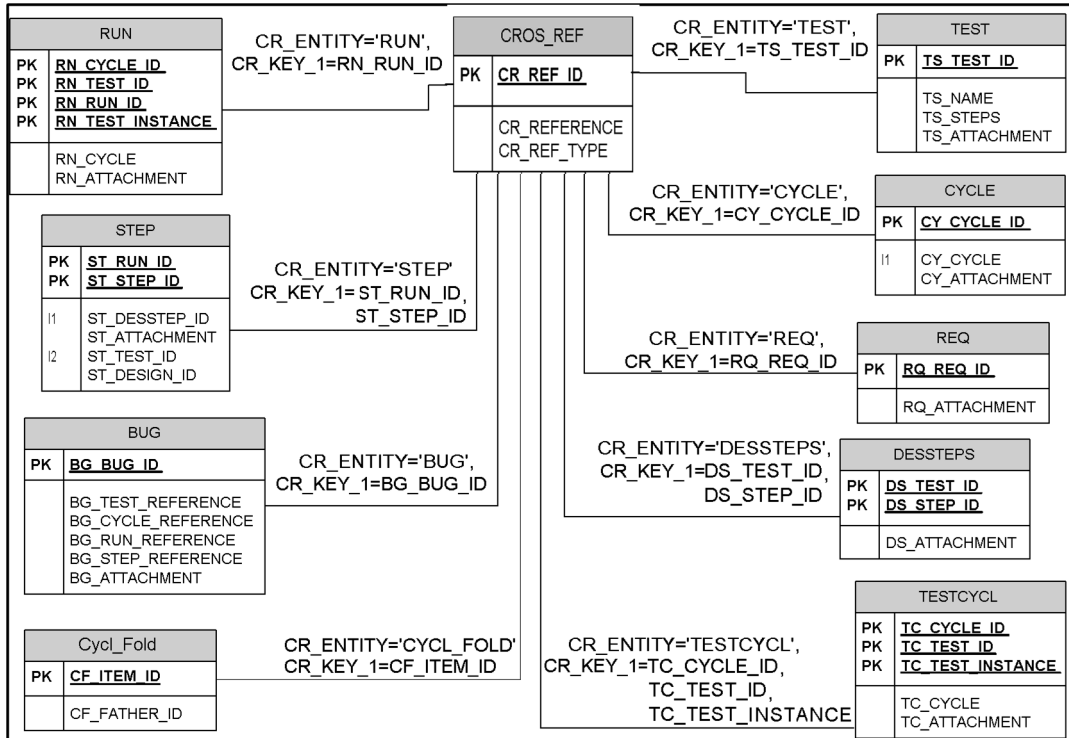 RUN
PK RN_CYCLE_ID
PK RN_TEST_ID
PK RN_RUN_ID
PK RN_TEST_INSTANCE
RN_CYCLE
RN_ATTACHMENT
CR_ENTITY='RUN',
CR_KEY_1=RN_RUN_ID
CROS_REF
PK CR_REF_ID
CR_REFERENCE
CR_REF_TYPE
CR_ENTITY='TEST',
CR_KEY_1=TS_TEST_ID
TEST
PK TS_TEST_ID
TS_NAME
TS_STEPS
TS_ATTACHMENT
STEP
PK ST_RUN_ID
PK ST_STEP_ID
I1 ST_DESSTEP_ID
ST_ATTACHMENT
I2 ST_TEST_ID
ST_DESIGN_ID
CR_ENTITY='STEP'
CR_KEY_1=ST_RUN_ID,
ST_STEP_ID
CR_ENTITY='CYCLE',
CR_KEY_1=CY_CYCLE_ID
CYCLE
PK CY_CYCLE_ID
I1 CY_CYCLE
CY_ATTACHMENT
CR_ENTITY='REQ',
CR_KEY_1=RQ_REQ_ID
REQ
PK RQ_REQ_ID
RQ_ATTACHMENT
BUG
PK BG_BUG_ID
BG_TEST_REFERENCE
BG_CYCLE_REFERENCE
BG_RUN_REFERENCE
BG_STEP_REFERENCE
BG_ATTACHMENT
CR_ENTITY='BUG',
CR_KEY_1=BG_BUG_ID
CR_ENTITY='DESSTEPS',
CR_KEY_1=DS_TEST_ID,
DS_STEP_ID
DESSTEPS
PK DS_TEST_ID
PK DS_STEP_ID
DS_ATTACHMENT
Cycl_Fold
PK CF_ITEM_ID
CF_FATHER_ID
CR_ENTITY='CYCL_FOLD'
CR_KEY_1=CF_ITEM_ID
CR_ENTITY='TESTCYCL',
CR_KEY_1=TC_CYCLE_ID,
TC_TEST_ID,
TC_TEST_INSTANCE
TESTCYCL
PK TC_CYCLE_ID
PK TC_TEST_ID
PK TC_TEST_INSTANCE
TC_CYCLE
TC_ATTACHMENT